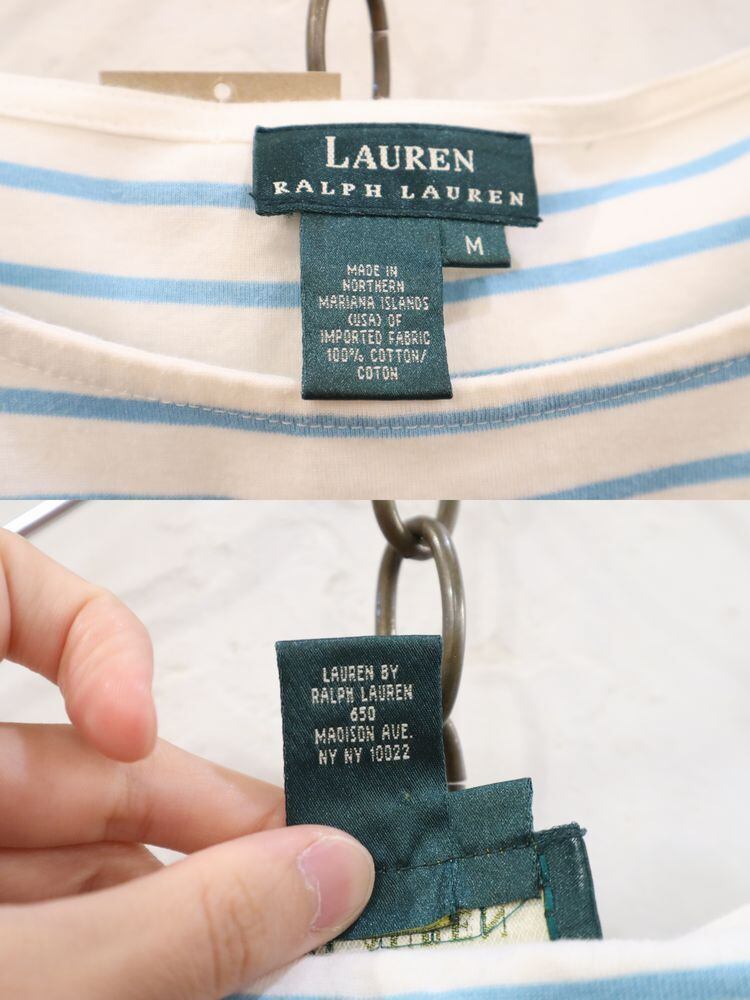 LAUREN
RALPH LAUREN
M
MADE IN
NORTHERN
MARIANA ISLANDS
(USA) OF
IMPORTED FABRIC
100% COTTON/
COTON
LAUREN BY
RALPH LAUREN
650
MADISON AVE.
NY NY 10022